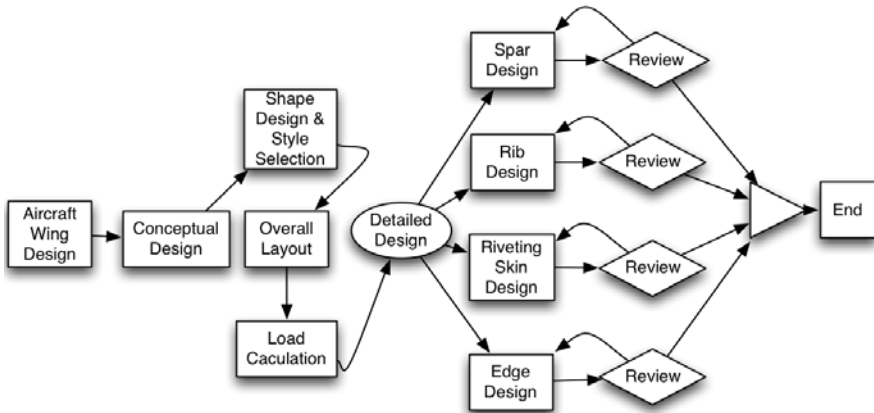 Aircraft
Wing
Design
Conceptual
Design
Shape
Design &
Style
Selection
Overall
Layout
Load
Caculation
Detailed
Design
Spar
Design
Review
Rib
Design
Review
Riveting
Skin
Design
Review
Edge
Design
Review
End